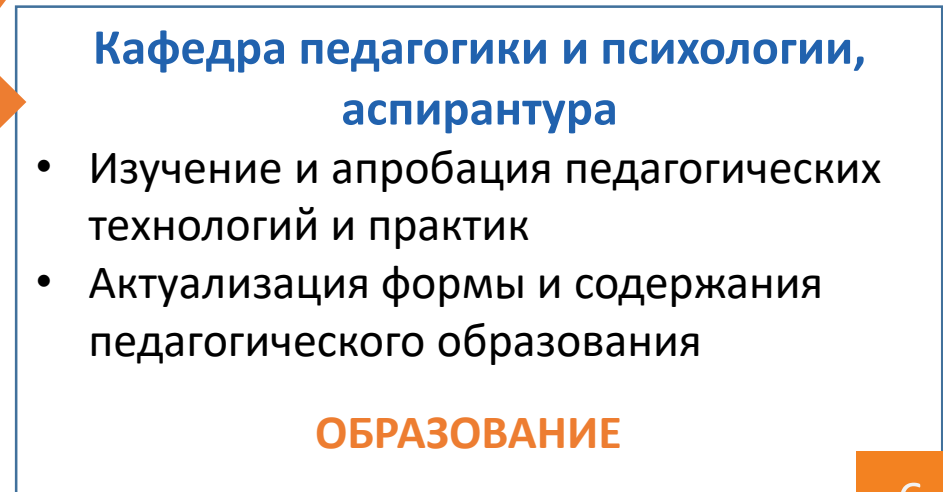 Кафедра педагогики и психологии,
аспирантура
• Изучение и апробация педагогических
технологий и практик
• Актуализация формы и содержания
педагогического образования
ОБРАЗОВАНИЕ